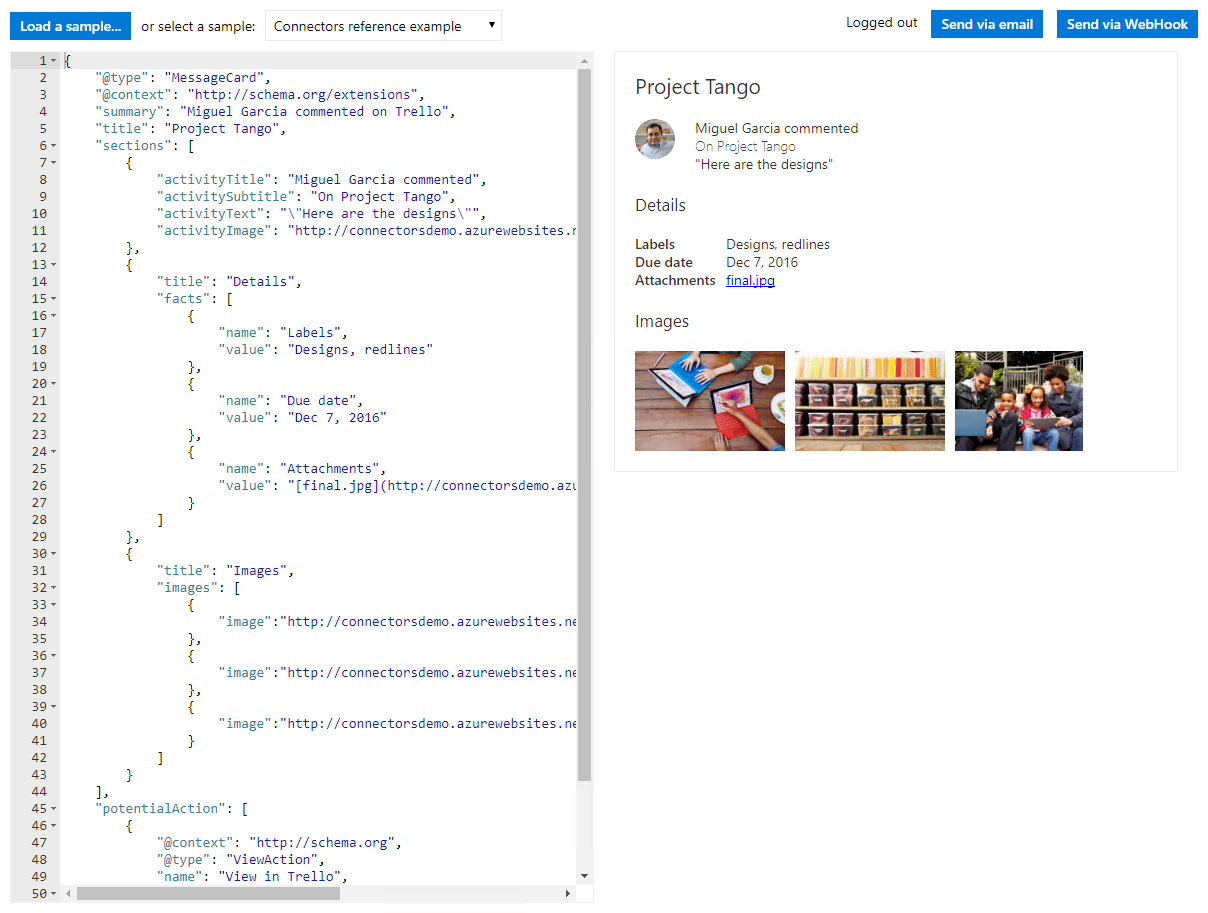 Load a sample... or select a sample: Connectors reference example Logged out Send via email Send via WebHook
1 {
2 "@type": "MessageCard",
3 "@context": "http://schema.org/extensions",
4 "summary": "Miguel Garcia commented on Trello",
5 "title": "Project Tango",
6 "sections": [
7 {
8 "activityTitle": "Miguel Garcia commented",
9 "activitySubtitle": "On Project Tango",
10 "activityText": "\"Here are the designs\"",
11 "activityImage": "http://connectorsdemo.azurewebsites.n
12 },
13 {
14 "title": "Details",
15 "facts": [
16 {
17 "name": "Labels",
18 "value": "Designs, redlines"
19 },
20 {
21 "name": "Due date",
22 "value": "Dec 7, 2016"
23 },
24 {
25 "name": "Attachments",
26 "value": "[final.jpg](http://connectorsdemo.azu
27 }
28 ]
29 },
30 {
31 "title": "Images",
32 "images": [
33 {
34 "image":"http://connectorsdemo.azurewebsites.ne
35 },
36 {
37 "image":"http://connectorsdemo.azurewebsites.ne
38 },
39 {
40 "image":"http://connectorsdemo.azurewebsites.ne
41 }
42 ]
43 }
44 ],
45 "potentialAction": [
46 {
47 "@context": "http://schema.org",
48 "@type": "ViewAction",
49 "name": "View in Trello",
50
Project Tango
Miguel Garcia commented
On Project Tango
"Here are the designs"
Details
Labels Designs, redlines
Due date Dec 7, 2016
Attachments final.jpg
Images